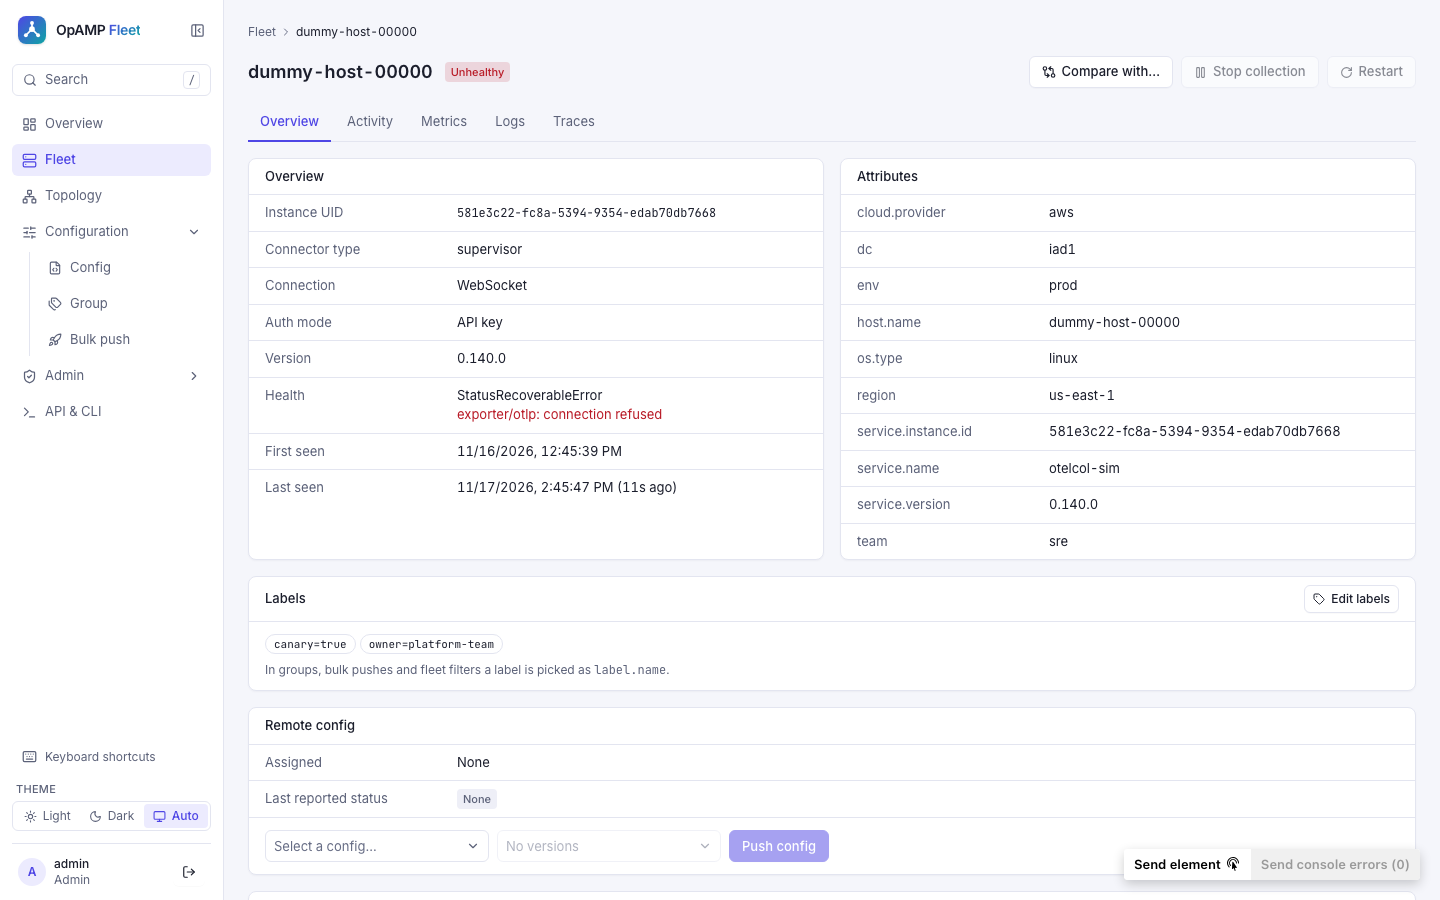 OpAMP Fleet
Search /
Overview
Fleet
Topology
Configuration
Config
Group
Bulk push
Admin
API & CLI
Keyboard shortcuts
THEME
Light Dark Auto
A
admin
Admin
Fleet > dummy-host-00000
dummy-host-00000 Unhealthy
Compare with... Stop collection Restart
Overview Activity Metrics Logs Traces
Overview
Instance UID 581e3c22-fc8a-5394-9354-edab70db7668
Connector type supervisor
Connection WebSocket
Auth mode API key
Version 0.140.0
Health StatusRecoverableError
exporter/otlp: connection refused
First seen 11/16/2026, 12:45:39 PM
Last seen 11/17/2026, 2:45:47 PM (11s ago)
Attributes
cloud.provider aws
dc iad1
env prod
host.name dummy-host-00000
os.type linux
region us-east-1
service.instance.id 581e3c22-fc8a-5394-9354-edab70db7668
service.name otelcol-sim
service.version 0.140.0
team sre
Labels Edit labels
canary=true owner=platform-team
In groups, bulk pushes and fleet filters a label is picked as label.name.
Remote config
Assigned None
Last reported status None
Select a config... No versions Push config
Send element Send console errors (0)